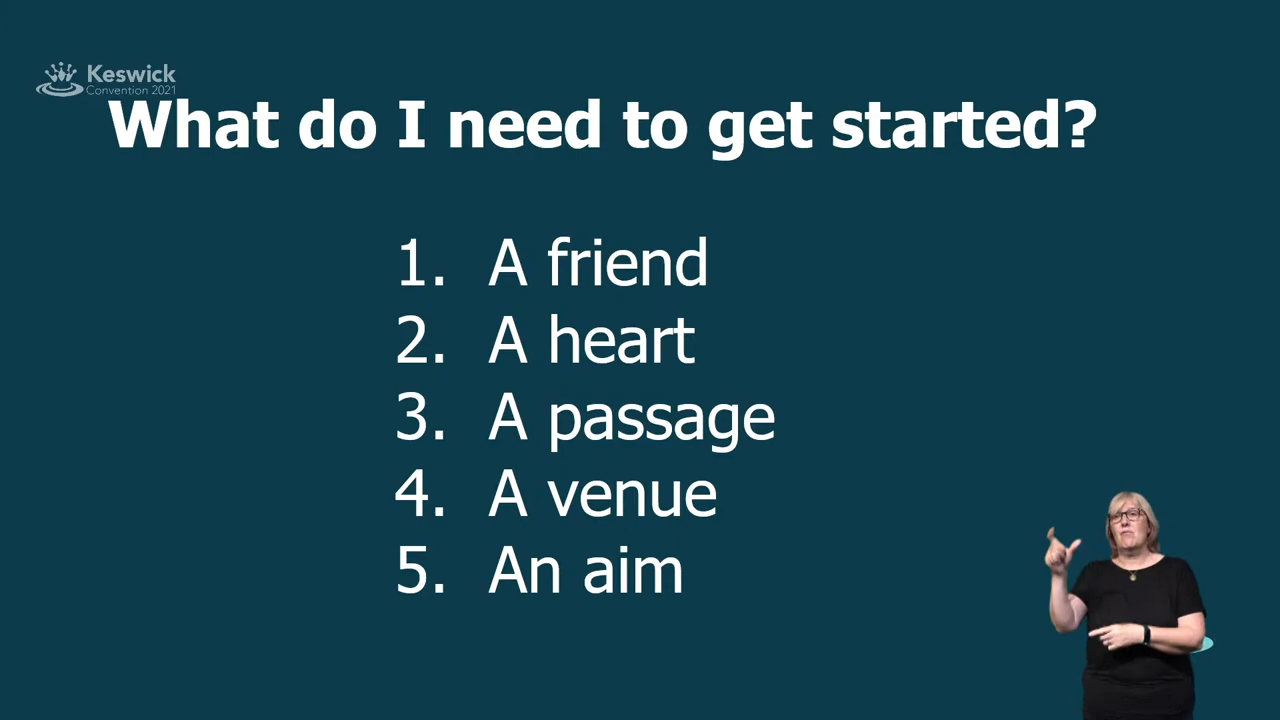 Keswick
Convention 2021
What do I need to get started?
1. A friend
2. A heart
3. A passage
4. A venue
5. An aim